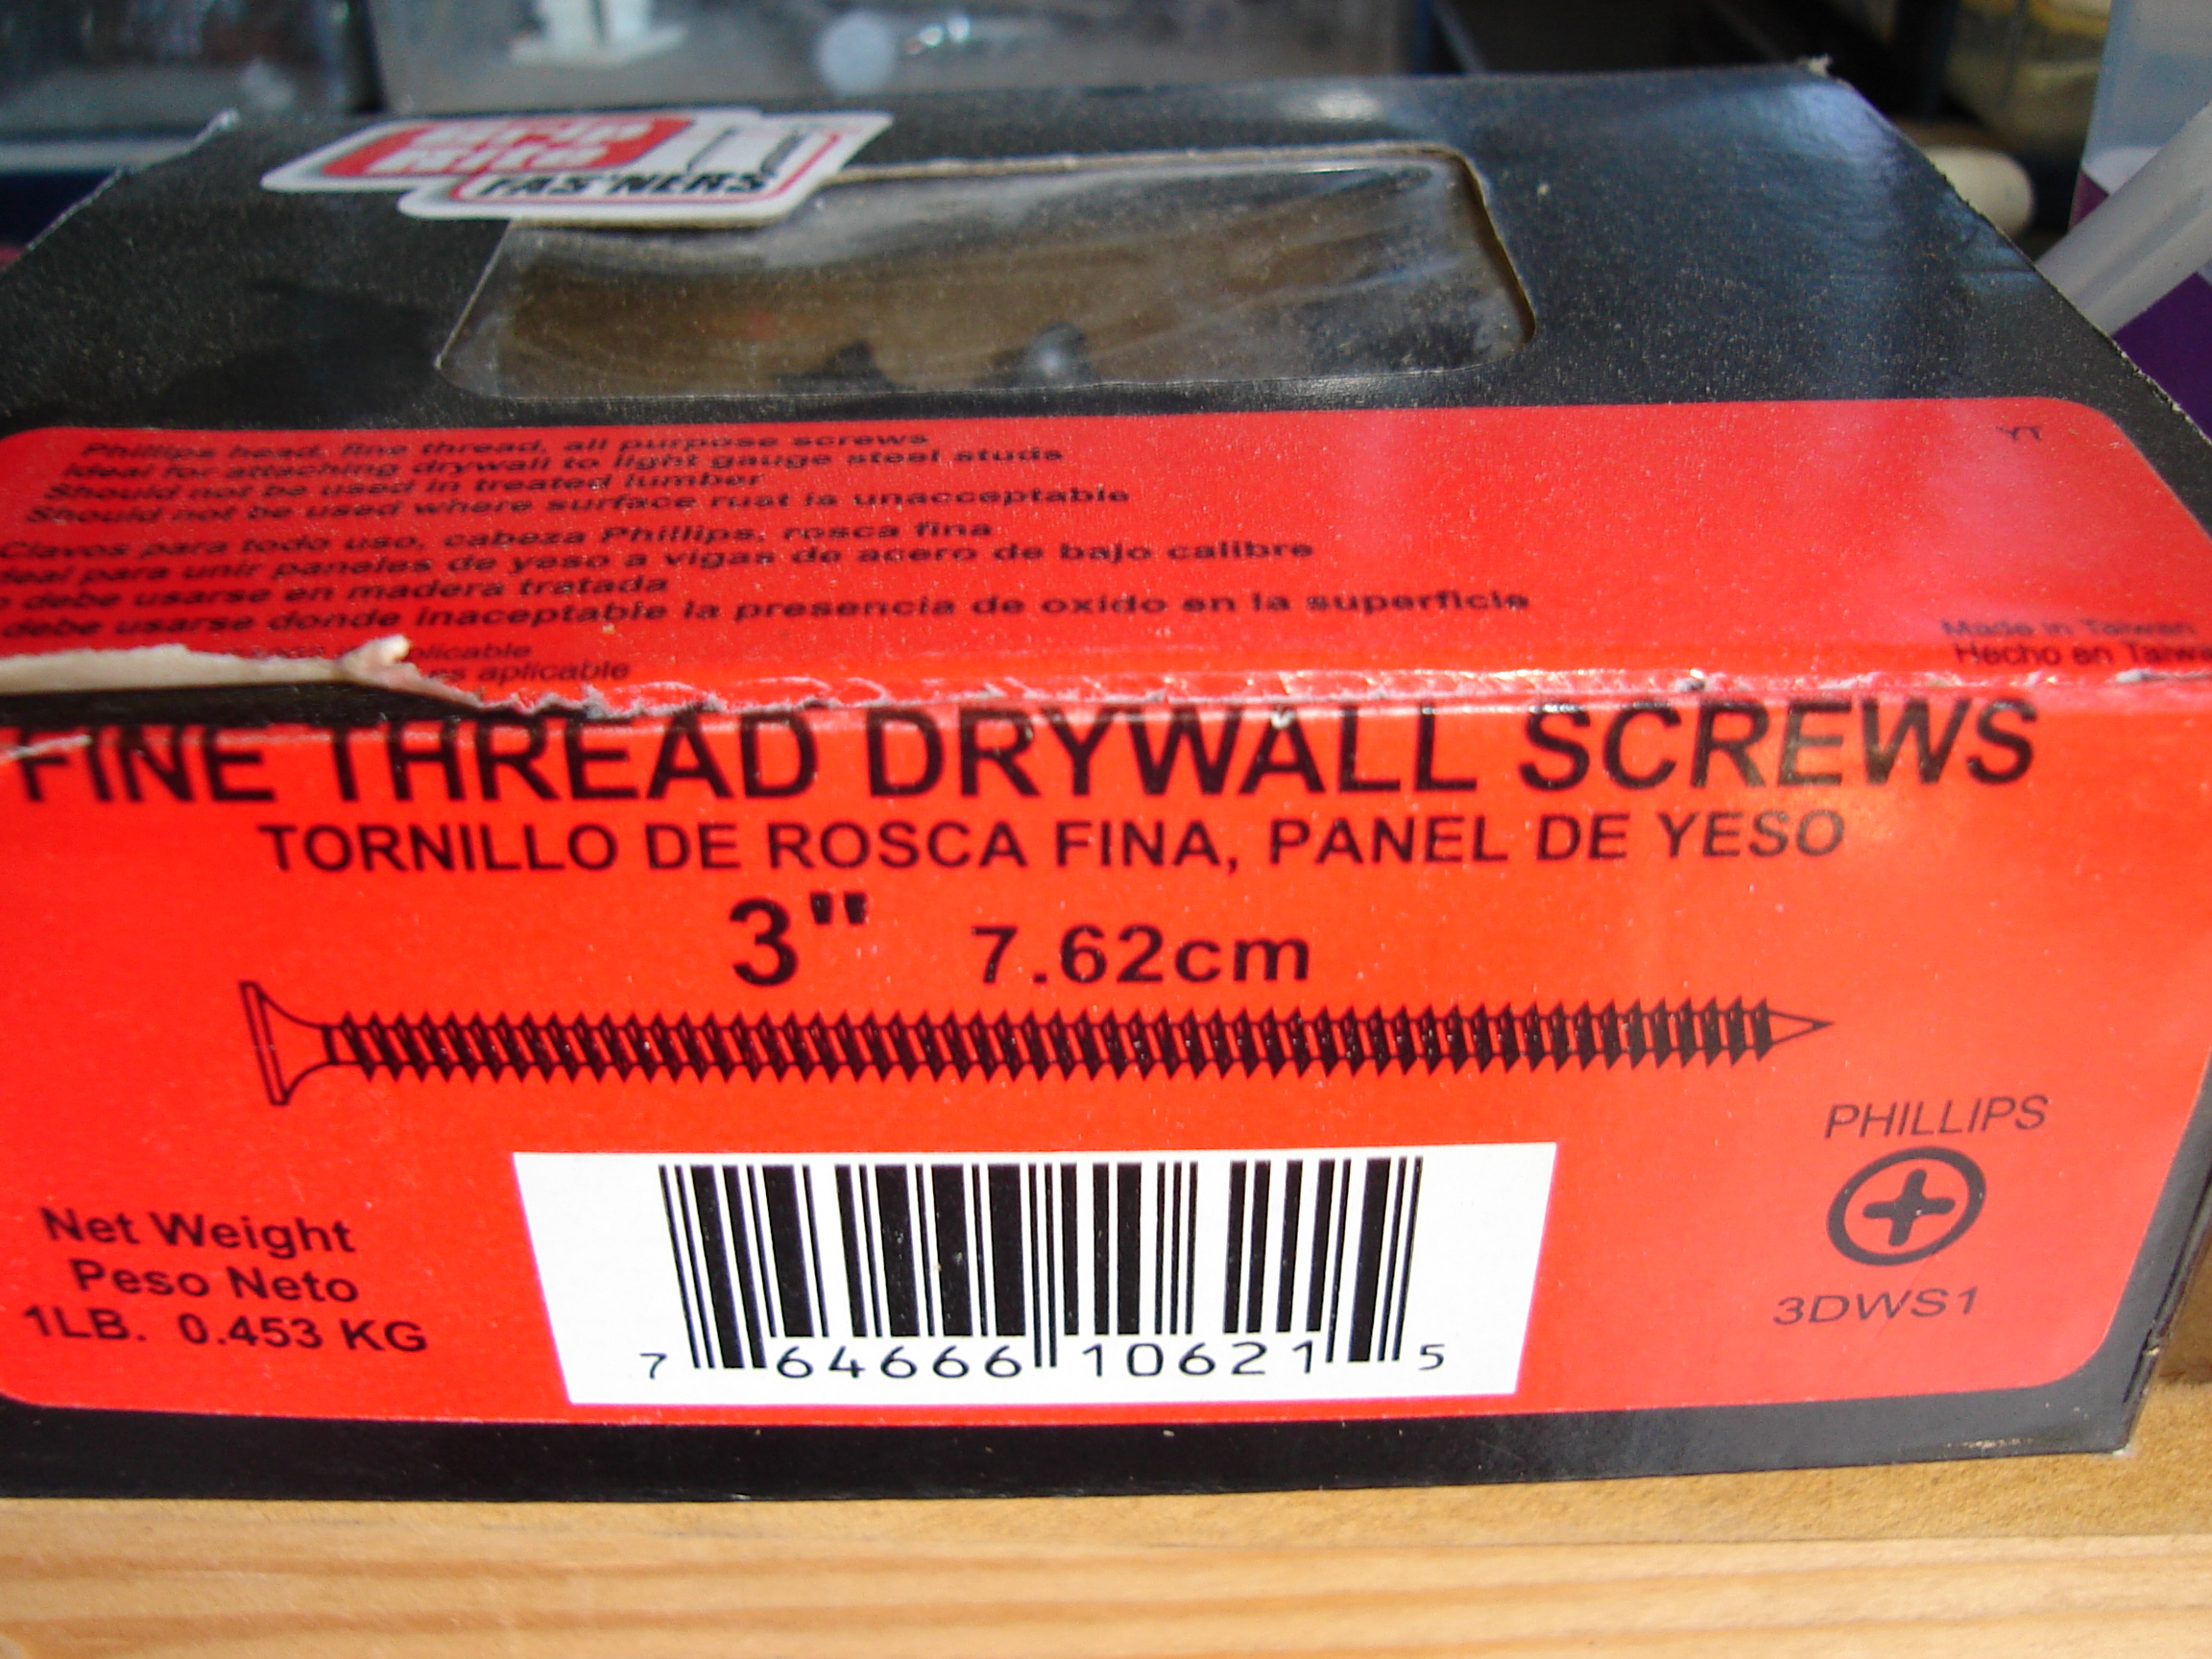 Grip
Rite
FAS'NERS
Phillips head, fine thread, all purpose screws
Ideal for attaching drywall to light gauge steel studs
Should not be used in treated lumber
Should not be used where surface rust is unacceptable
Clavos para todo uso, cabeza Phillips, rosca fina
deal para unir paneles de yeso a vigas de acero de bajo calibre
debe usarse en madera tratada
debe usarse donde inaceptable la presencia de oxido en la superficie
plicable
es aplicable
YT
Made in Taiwan
Hecho en Taiwa
FINE THREAD DRYWALL SCREWS
TORNILLO DE ROSCA FINA, PANEL DE YESO
3" 7.62cm
PHILLIPS
3DWS1
Net Weight
Peso Neto
1LB. 0.453 KG
7 64666 10621 5